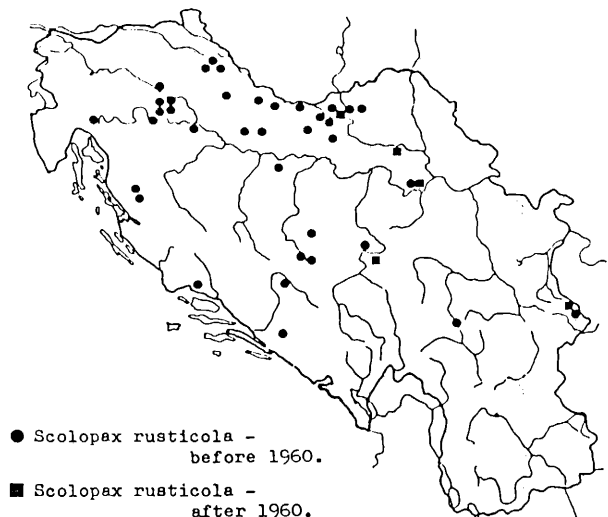 Scolopax rusticola -
before 1960.
Scolopax rusticola -
after 1960.